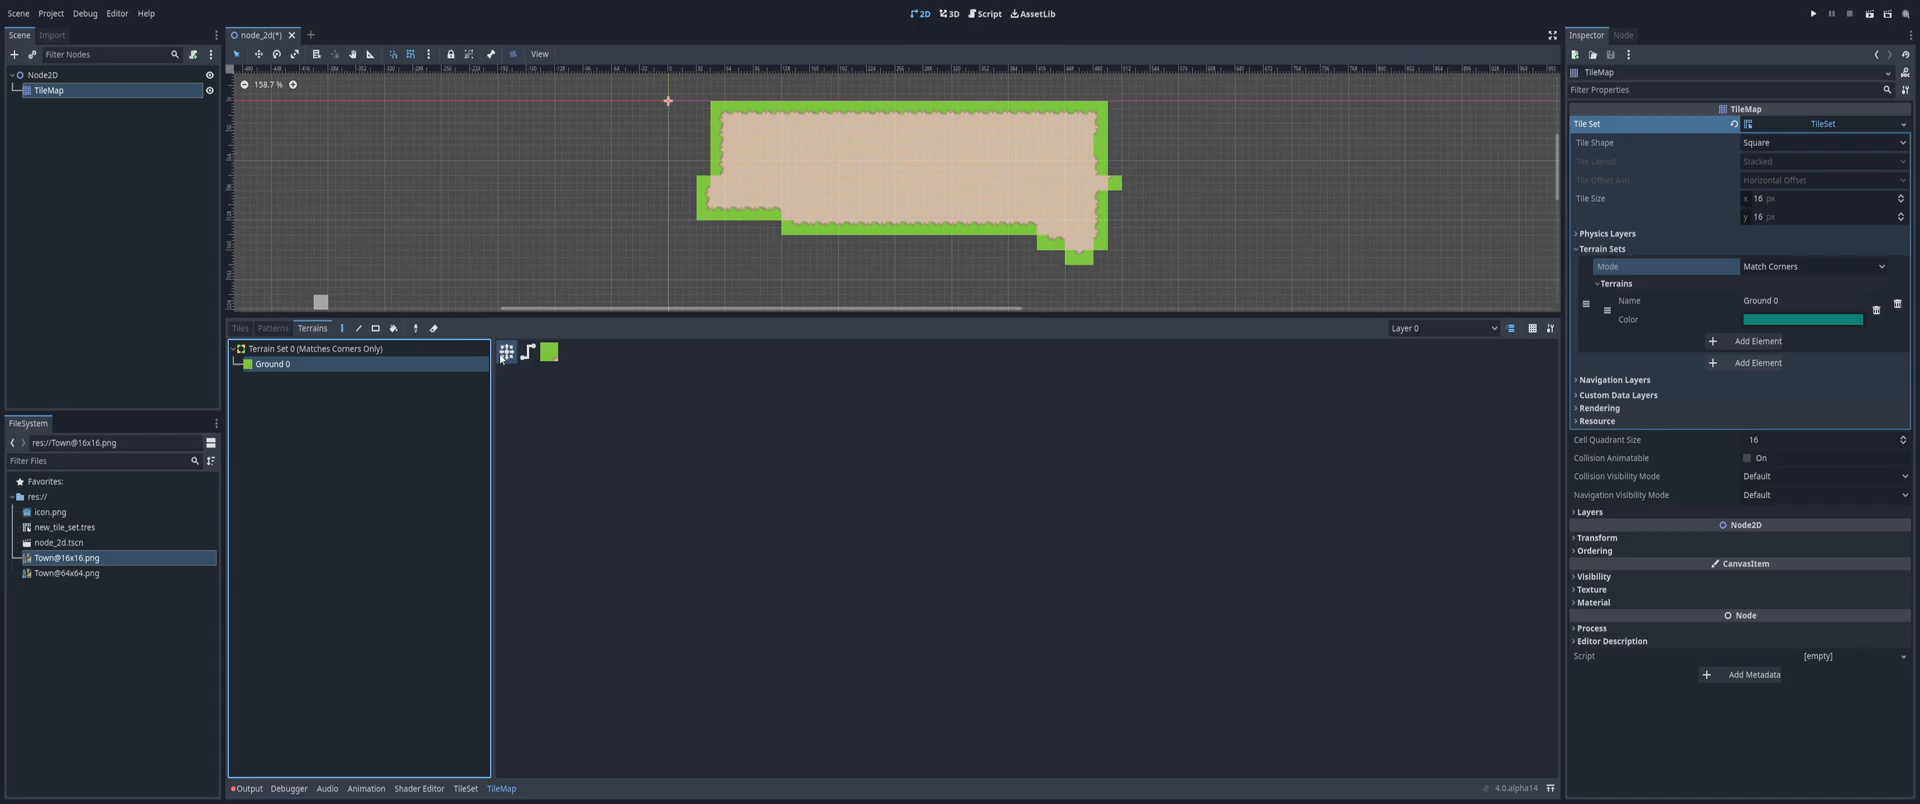 Scene Project Debug Editor Help
2D 3D Script AssetLib
Scene Import
Filter Nodes
Node2D
TileMap
node_2d(*)
View
158.7 %
FileSystem
res://Town@16x16.png
Filter Files
Favorites:
res://
icon.png
new_tile_set.tres
node_2d.tscn
Town@16x16.png
Town@64x64.png
Tiles Patterns Terrains
Layer 0
Terrain Set 0 (Matches Corners Only)
Ground 0
Output Debugger Audio Animation Shader Editor TileSet TileMap
4.0.alpha14
Inspector Node
TileMap
Filter Properties
TileMap
Tile Set TileSet
Tile Shape Square
Tile Layout Stacked
Tile Offset Axis Horizontal Offset
Tile Size x 16 px
y 16 px
Physics Layers
Terrain Sets
Mode Match Corners
Terrains
Name Ground 0
Color
Add Element
Add Element
Navigation Layers
Custom Data Layers
Rendering
Resource
Cell Quadrant Size 16
Collision Animatable On
Collision Visibility Mode Default
Navigation Visibility Mode Default
Layers
Node2D
Transform
Ordering
CanvasItem
Visibility
Texture
Material
Node
Process
Editor Description
Script [empty]
Add Metadata